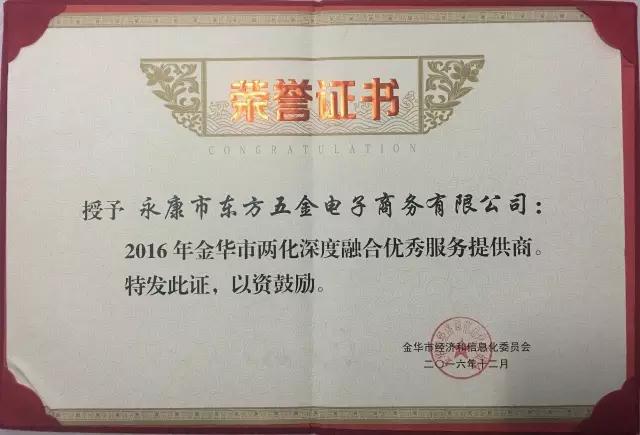 荣誉证书
CONGRATULATION
授予 永康市东方五金电子商务有限公司：
2016年金华市两化深度融合优秀服务提供商。
特发此证，以资鼓励。
金华市经济和信息化委员会
二〇一六年十二月